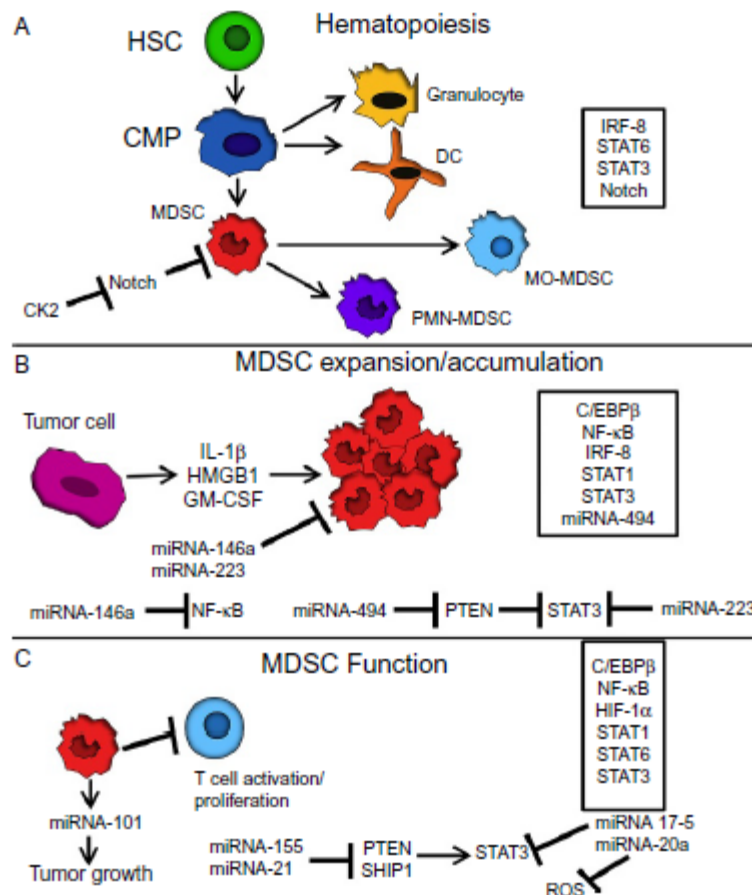 A
Hematopoiesis
HSC
CMP
Granulocyte
DC
IRF-8
STAT6
STAT3
Notch
MDSC
CK2
Notch
MO-MDSC
PMN-MDSC
B
MDSC expansion/accumulation
Tumor cell
IL-1β
HMGB1
GM-CSF
C/EBPβ
NF-κB
IRF-8
STAT1
STAT3
miRNA-494
miRNA-146a
miRNA-223
miRNA-146a
NF-κB
miRNA-494
PTEN
STAT3
miRNA-223
C
MDSC Function
C/EBPβ
NF-κB
HIF-1α
STAT1
STAT6
STAT3
T cell activation/
proliferation
miRNA-101
Tumor growth
miRNA-155
miRNA-21
PTEN
SHIP1
STAT3
miRNA 17-5
miRNA-20a
ROS